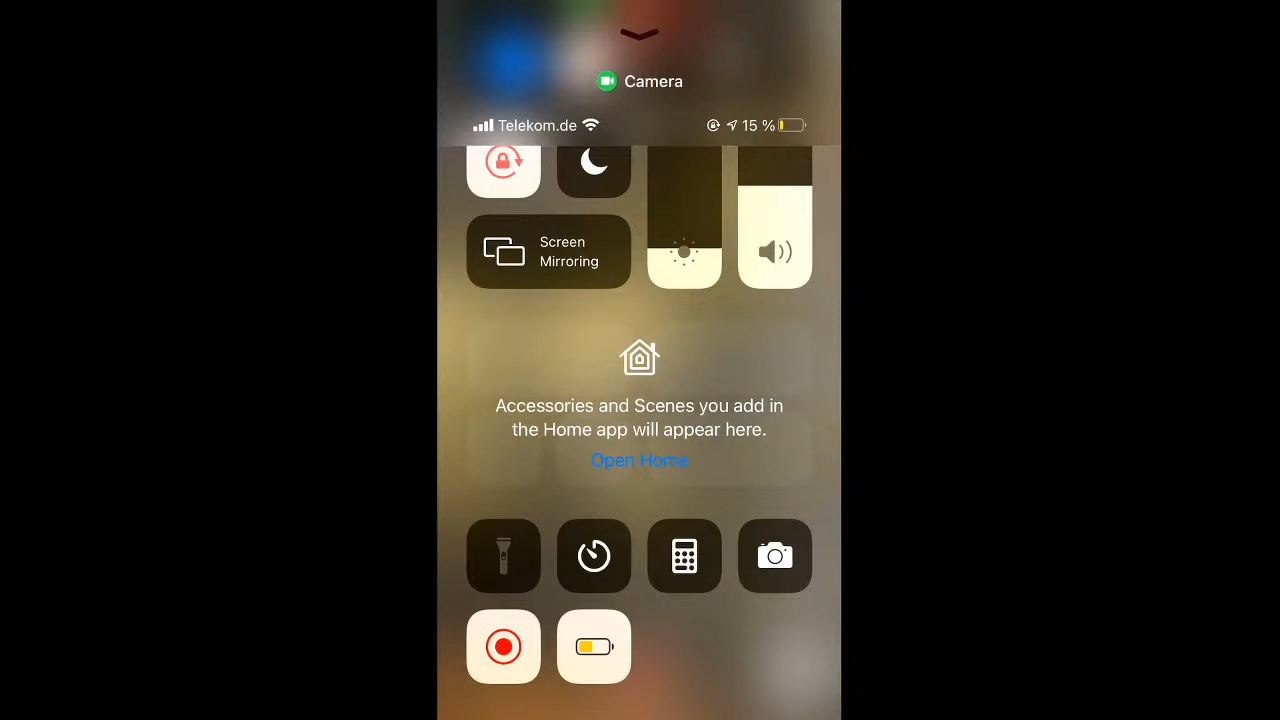 Camera
Telekom.de
15 %
Screen
Mirroring
Accessories and Scenes you add in
the Home app will appear here.
Open Home